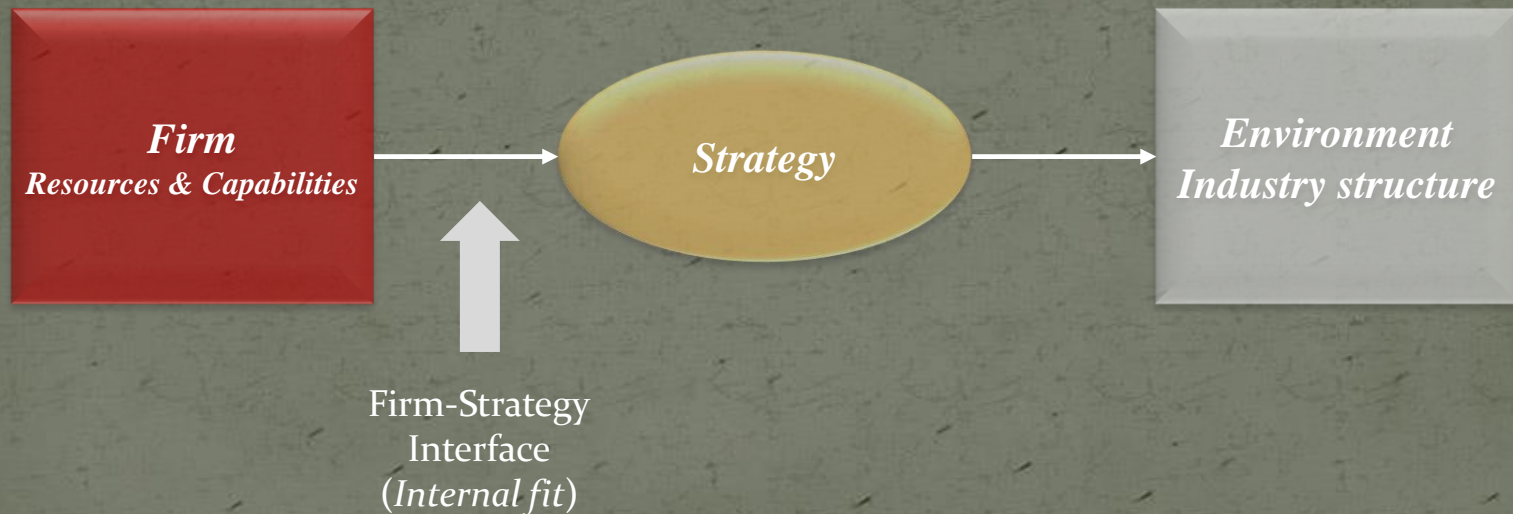 Firm
Resources & Capabilities
Strategy
Environment
Industry structure
Firm-Strategy
Interface
(Internal fit)